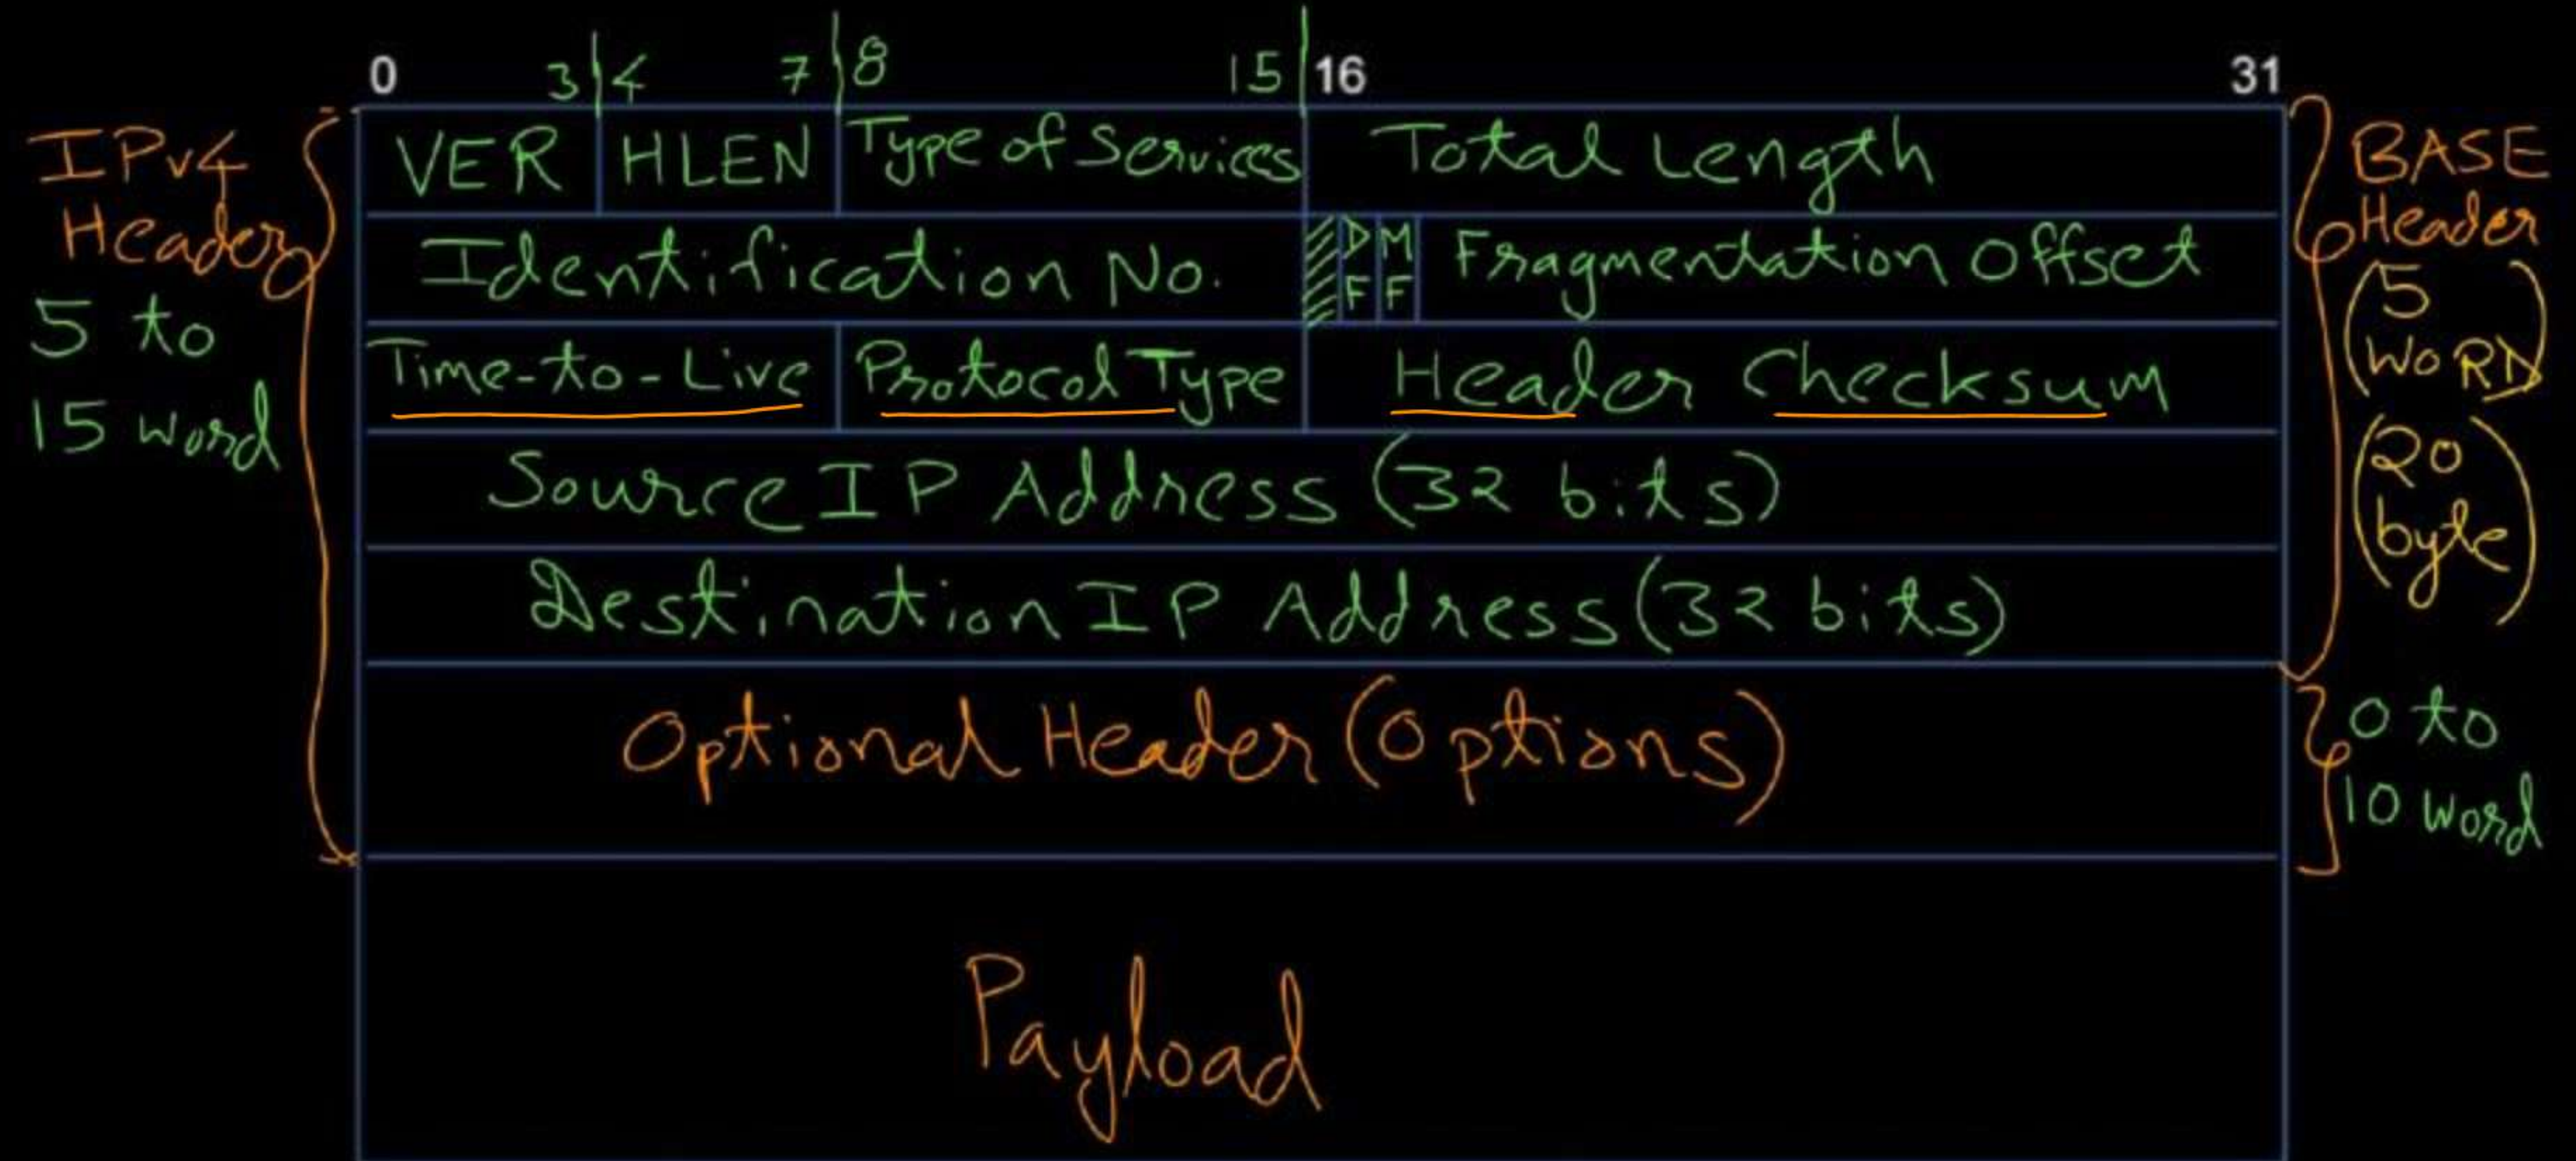 0 3 4 7 8 15 16 31
IPv4
Header
5 to
15 word
VER HLEN Type of Services Total Length
Identification No. DF MF Fragmentation Offset
Time-to-Live Protocol Type Header Checksum
Source IP Address (32 bits)
Destination IP Address (32 bits)
Optional Header (Options)
Payload
BASE
Header
(5
WORD)
(20
byte)
0 to
10 word